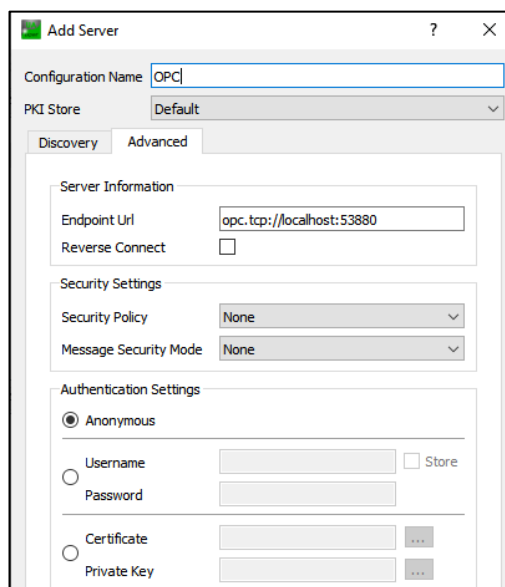 Add Server ? X
Configuration Name OPC
PKI Store Default
Discovery Advanced
Server Information
Endpoint Url opc.tcp://localhost:53880
Reverse Connect
Security Settings
Security Policy None
Message Security Mode None
Authentication Settings
Anonymous
Username Store
Password
Certificate ...
Private Key ...